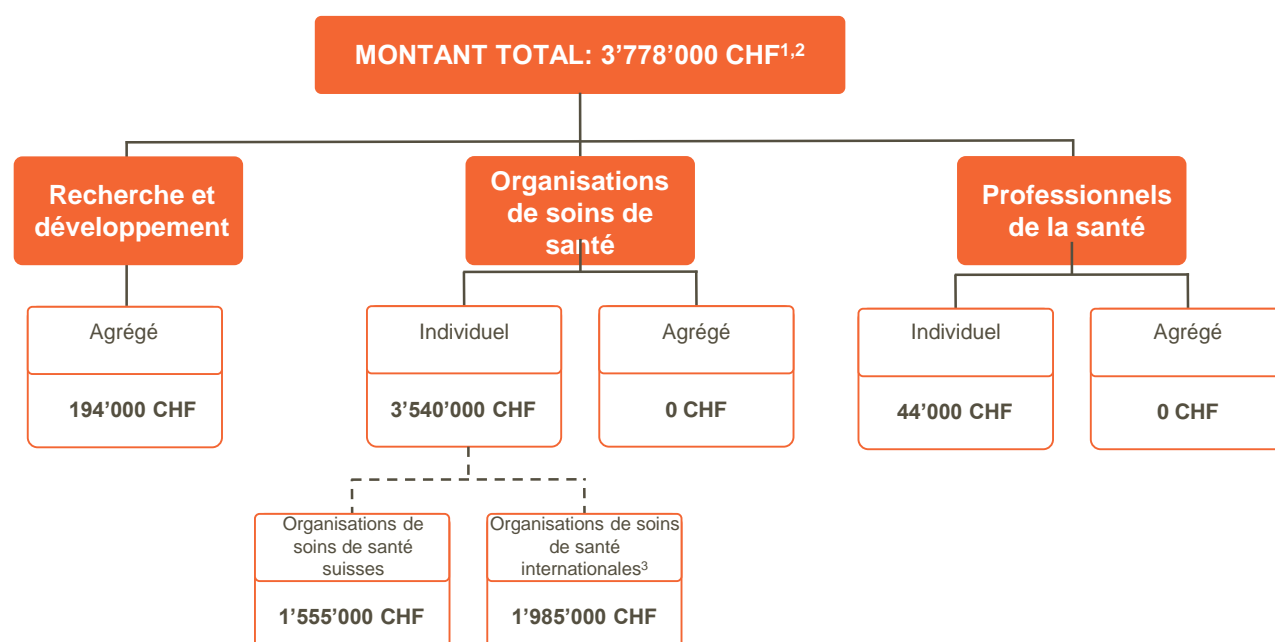 MONTANT TOTAL: 3’778’000 CHF¹,²
Recherche et
développement
Organisations
de soins de
santé
Professionnels
de la santé
Agrégé
194’000 CHF
Individuel
3’540’000 CHF
Agrégé
0 CHF
Individuel
44’000 CHF
Agrégé
0 CHF
Organisations de
soins de santé
suisses
1’555’000 CHF
Organisations de soins
de santé
internationales³
1’985’000 CHF